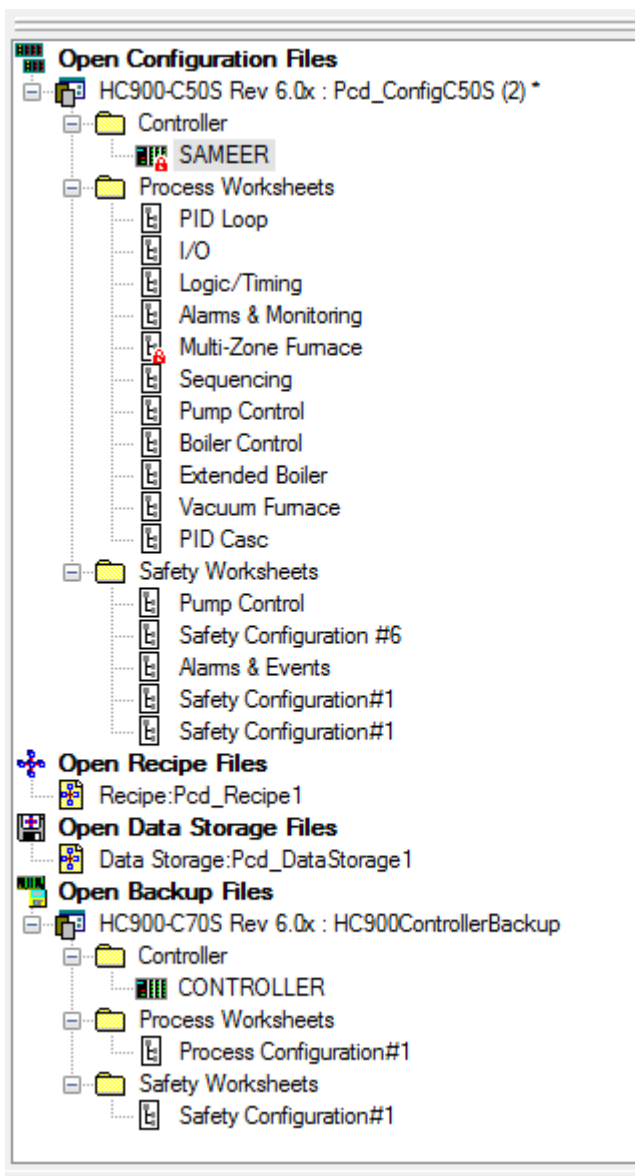 Open Configuration Files
HC900-C50S Rev 6.0x : Pcd_ConfigC50S (2) *
Controller
SAMEER
Process Worksheets
PID Loop
I/O
Logic/Timing
Alarms & Monitoring
Multi-Zone Furnace
Sequencing
Pump Control
Boiler Control
Extended Boiler
Vacuum Furnace
PID Casc
Safety Worksheets
Pump Control
Safety Configuration #6
Alarms & Events
Safety Configuration#1
Safety Configuration#1
Open Recipe Files
Recipe:Pcd_Recipe1
Open Data Storage Files
Data Storage:Pcd_DataStorage1
Open Backup Files
HC900-C70S Rev 6.0x : HC900ControllerBackup
Controller
CONTROLLER
Process Worksheets
Process Configuration#1
Safety Worksheets
Safety Configuration#1